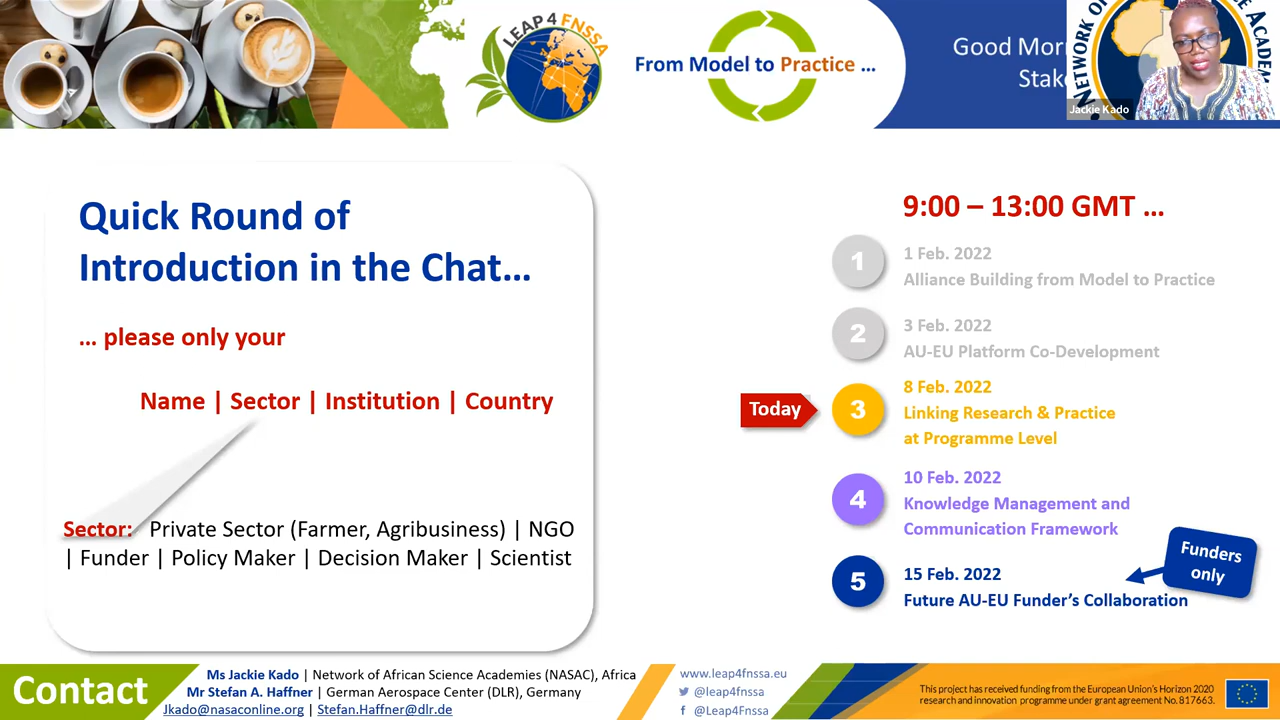 LEAP 4 FNSSA
From Model to Practice ...
Good Mor
Stak
NETWORK OF
ACADEM
Jackie Kado
Quick Round of
Introduction in the Chat...
... please only your
Name | Sector | Institution | Country
Sector: Private Sector (Farmer, Agribusiness) | NGO
| Funder | Policy Maker | Decision Maker | Scientist
9:00 – 13:00 GMT ...
1
1 Feb. 2022
Alliance Building from Model to Practice
2
3 Feb. 2022
AU-EU Platform Co-Development
Today
3
8 Feb. 2022
Linking Research & Practice
at Programme Level
4
10 Feb. 2022
Knowledge Management and
Communication Framework
Funders
only
5
15 Feb. 2022
Future AU-EU Funder's Collaboration
Contact
Ms Jackie Kado | Network of African Science Academies (NASAC), Africa
Mr Stefan A. Haffner | German Aerospace Center (DLR), Germany
Jkado@nasaconline.org | Stefan.Haffner@dlr.de
www.leap4fnssa.eu
@leap4fnssa
@Leap4Fnssa
This project has received funding from the European Union's Horizon 2020
research and innovation programme under grant agreement No. 817663.